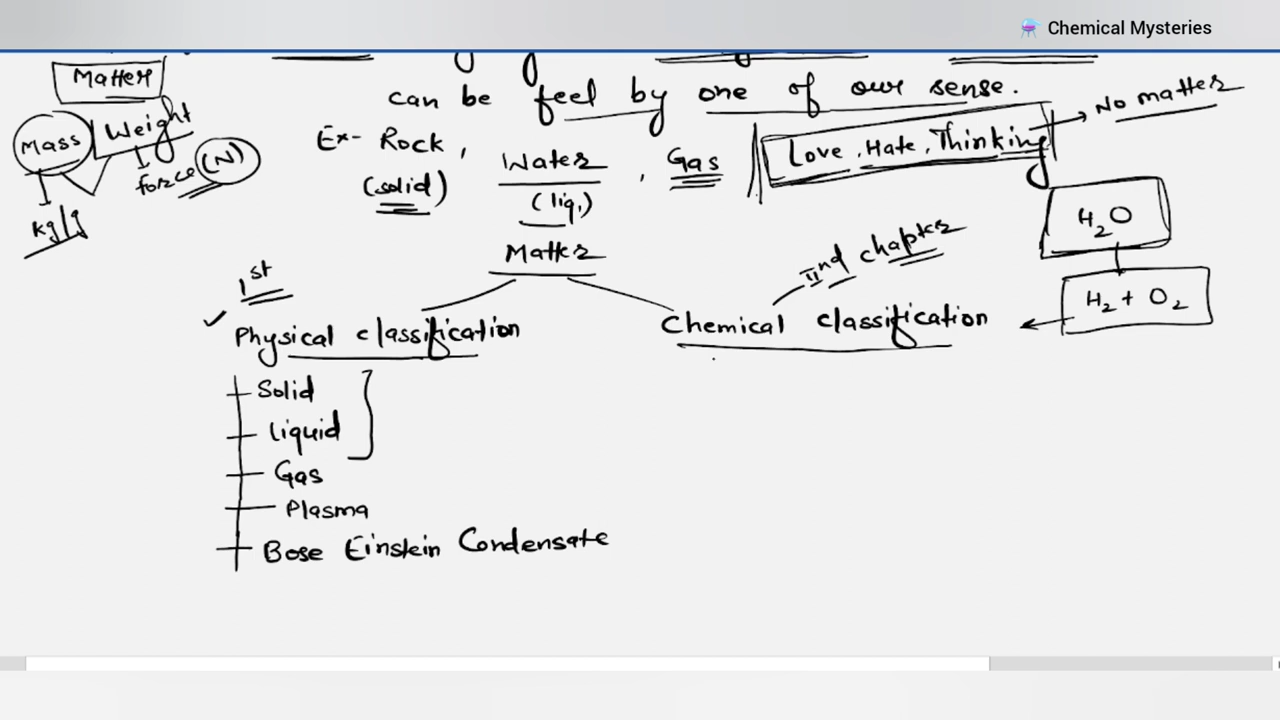 Chemical Mysteries
Matter
can be feel by one of our sense.
No matter
Mass Weight
Ex- Rock, Water, Gas
Love, Hate, Thinking
force (N)
(solid)
(liq.)
kg/g
H₂O
Matter
IInd chapter
1st
H₂ + O₂
Physical classification
Chemical classification
Solid
liquid
Gas
Plasma
Bose Einstein Condensate